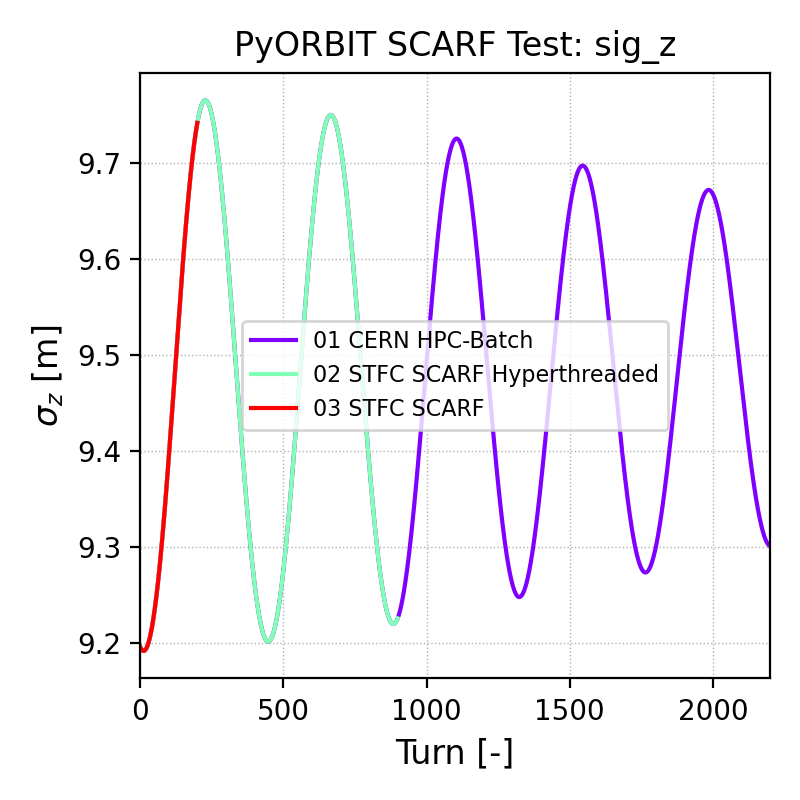 PyORBIT SCARF Test: sig_z
9.7
9.6
9.5
9.4
9.3
9.2
σz [m]
01 CERN HPC-Batch
02 STFC SCARF Hyperthreaded
03 STFC SCARF
0 500 1000 1500 2000
Turn [-]